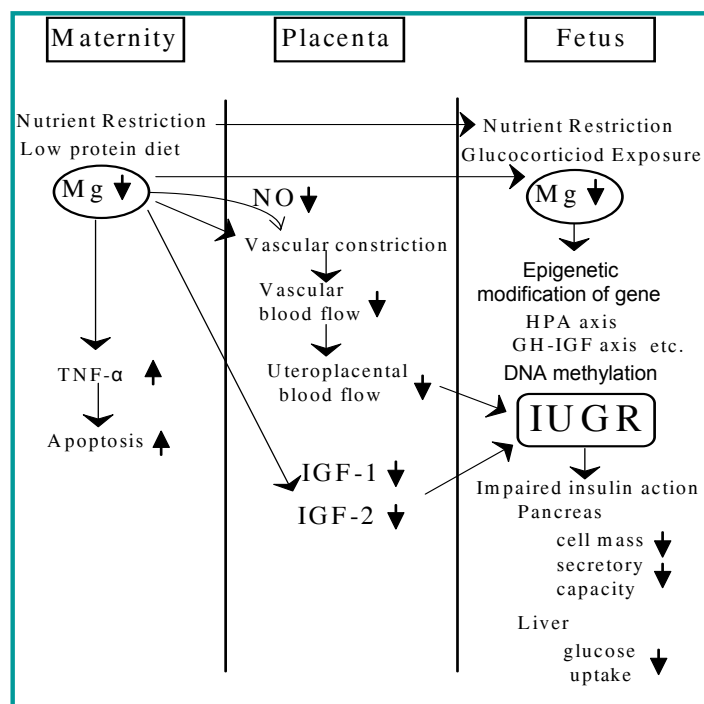 Maternity
Placenta
Fetus
Nutrient Restriction
Low protein diet
Mg
TNF-α
Apoptosis
NO
Vascular constriction
Vascular
blood flow
Uteroplacental
blood flow
IGF-1
IGF-2
Nutrient Restriction
Glucocorticiod Exposure
Mg
Epigenetic
modification of gene
HPA axis
GH-IGF axis etc.
DNA methylation
IUGR
Impaired insulin action
Pancreas
cell mass
secretory
capacity
Liver
glucose
uptake